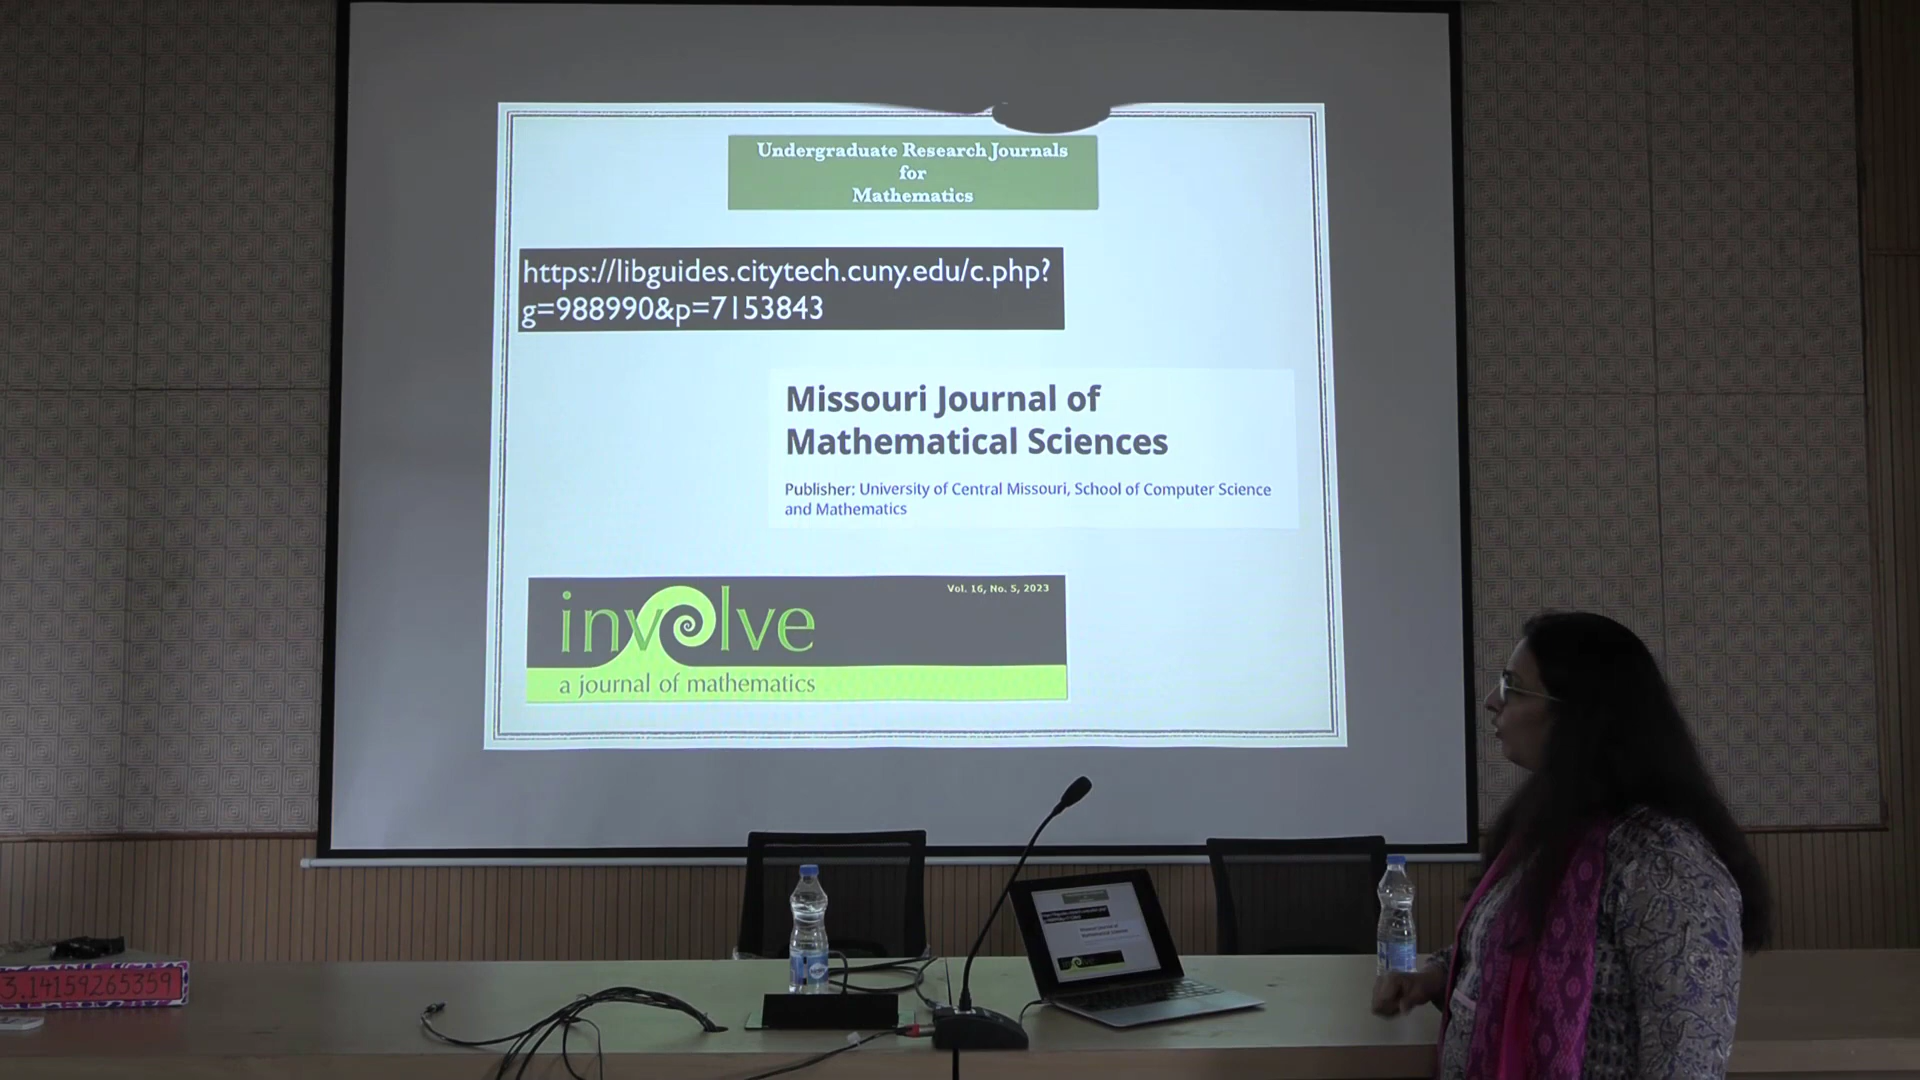 Undergraduate Research Journals
for
Mathematics
https://libguides.citytech.cuny.edu/c.php?
g=988990&p=7153843
Missouri Journal of
Mathematical Sciences
Publisher: University of Central Missouri, School of Computer Science
and Mathematics
Vol. 16, No. 5, 2023
involve
a journal of mathematics
3.14159265359